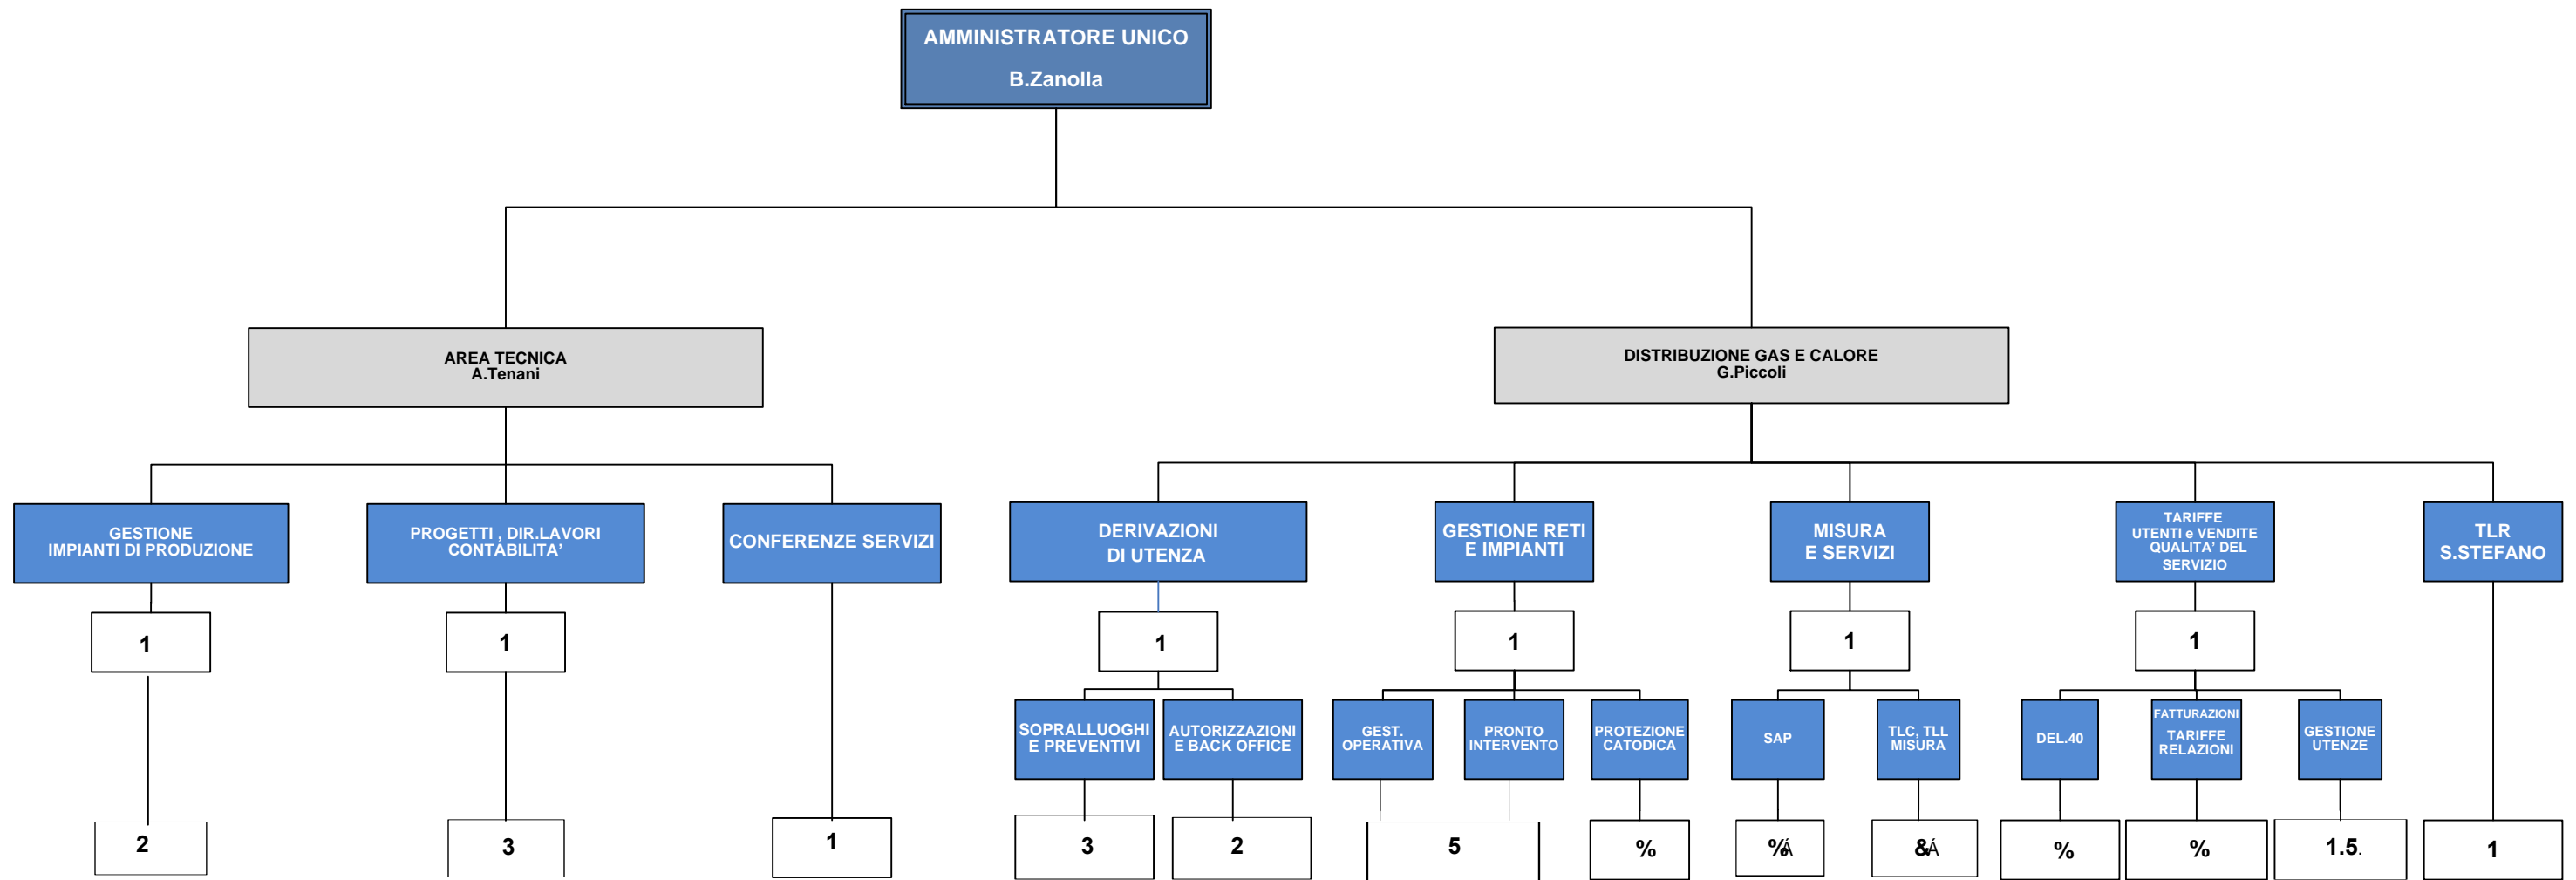 AMMINISTRATORE UNICO
B.Zanolla
AREA TECNICA
A.Tenani
DISTRIBUZIONE GAS E CALORE
G.Piccoli
GESTIONE
IMPIANTI DI PRODUZIONE
PROGETTI , DIR.LAVORI
CONTABILITA’
CONFERENZE SERVIZI
DERIVAZIONI
DI UTENZA
GESTIONE RETI
E IMPIANTI
MISURA
E SERVIZI
TARIFFE
UTENTI e VENDITE
QUALITA’ DEL
SERVIZIO
TLR
S.STEFANO
1
1
1
1
1
1
SOPRALLUOGHI
E PREVENTIVI
AUTORIZZAZIONI
E BACK OFFICE
GEST.
OPERATIVA
PRONTO
INTERVENTO
PROTEZIONE
CATODICA
SAP
TLC, TLL
MISURA
DEL.40
FATTURAZIONI
TARIFFE
RELAZIONI
GESTIONE
UTENZE
2
3
1
3
2
5
%
%Á
&Á
%
%
1.5.
1